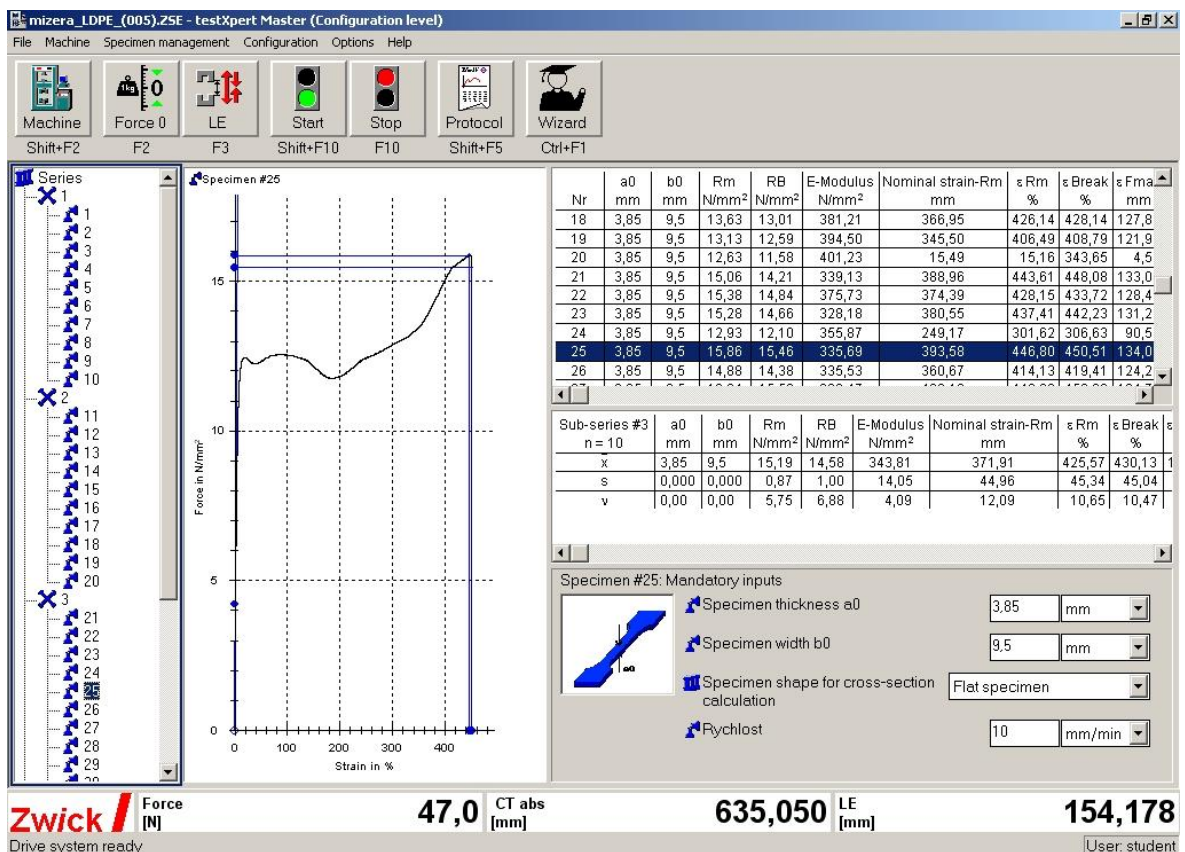 mizera_LDPE_(005).ZSE - testXpert Master (Configuration level)
File Machine Specimen management Configuration Options Help
Machine Force 0 LE Start Stop Protocol Wizard
Shift+F2 F2 F3 Shift+F10 F10 Shift+F5 Ctrl+F1
Series
1
1
2
3
4
5
6
7
8
9
10
2
11
12
13
14
15
16
17
18
19
20
3
21
22
23
24
25
26
27
28
29
Specimen #25
15
10
5
0
Force in N/mm²
0 100 200 300 400
Strain in %
a0 b0 Rm RB E-Modulus Nominal strain-Rm ε Rm ε Break ε Fma
Nr mm mm N/mm² N/mm² N/mm² mm % % mm
18 3,85 9,5 13,63 13,01 381,21 366,95 426,14 428,14 127,8
19 3,85 9,5 13,13 12,59 394,50 345,50 406,49 408,79 121,9
20 3,85 9,5 12,63 11,58 401,23 15,49 15,16 343,65 4,5
21 3,85 9,5 15,06 14,21 339,13 388,96 443,61 448,08 133,0
22 3,85 9,5 15,38 14,84 375,73 374,39 428,15 433,72 128,4
23 3,85 9,5 15,28 14,66 328,18 380,55 437,41 442,23 131,2
24 3,85 9,5 12,93 12,10 355,87 249,17 301,62 306,63 90,5
25 3,85 9,5 15,86 15,46 335,69 393,58 446,80 450,51 134,0
26 3,85 9,5 14,88 14,38 335,53 360,67 414,13 419,41 124,2
Sub-series #3 a0 b0 Rm RB E-Modulus Nominal strain-Rm ε Rm ε Break ε
n = 10 mm mm N/mm² N/mm² N/mm² mm % %
x̄ 3,85 9,5 15,19 14,58 343,81 371,91 425,57 430,13 1
s 0,000 0,000 0,87 1,00 14,05 44,96 45,34 45,04
ν 0,00 0,00 5,75 6,88 4,09 12,09 10,65 10,47
Specimen #25: Mandatory inputs
a0
Specimen thickness a0 3,85 mm
Specimen width b0 9,5 mm
Specimen shape for cross-section Flat specimen
calculation
Rychlost 10 mm/min
Zwick Force [N] 47,0 CT abs [mm] 635,050 LE [mm] 154,178
Drive system ready User: student